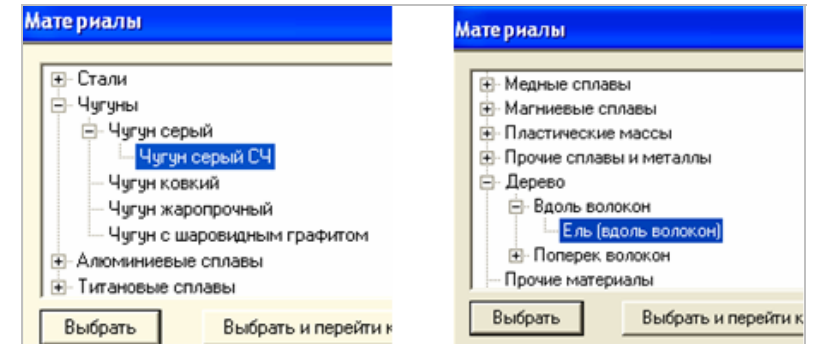 Материалы
Стали
Чугуны
Чугун серый
Чугун серый СЧ
Чугун ковкий
Чугун жаропрочный
Чугун с шаровидным графитом
Алюминиевые сплавы
Титановые сплавы
Выбрать
Выбрать и перейти к
Материалы
Медные сплавы
Магниевые сплавы
Пластические массы
Прочие сплавы и металлы
Дерево
Вдоль волокон
Ель (вдоль волокон)
Поперек волокон
Прочие материалы
Выбрать
Выбрать и перейти к